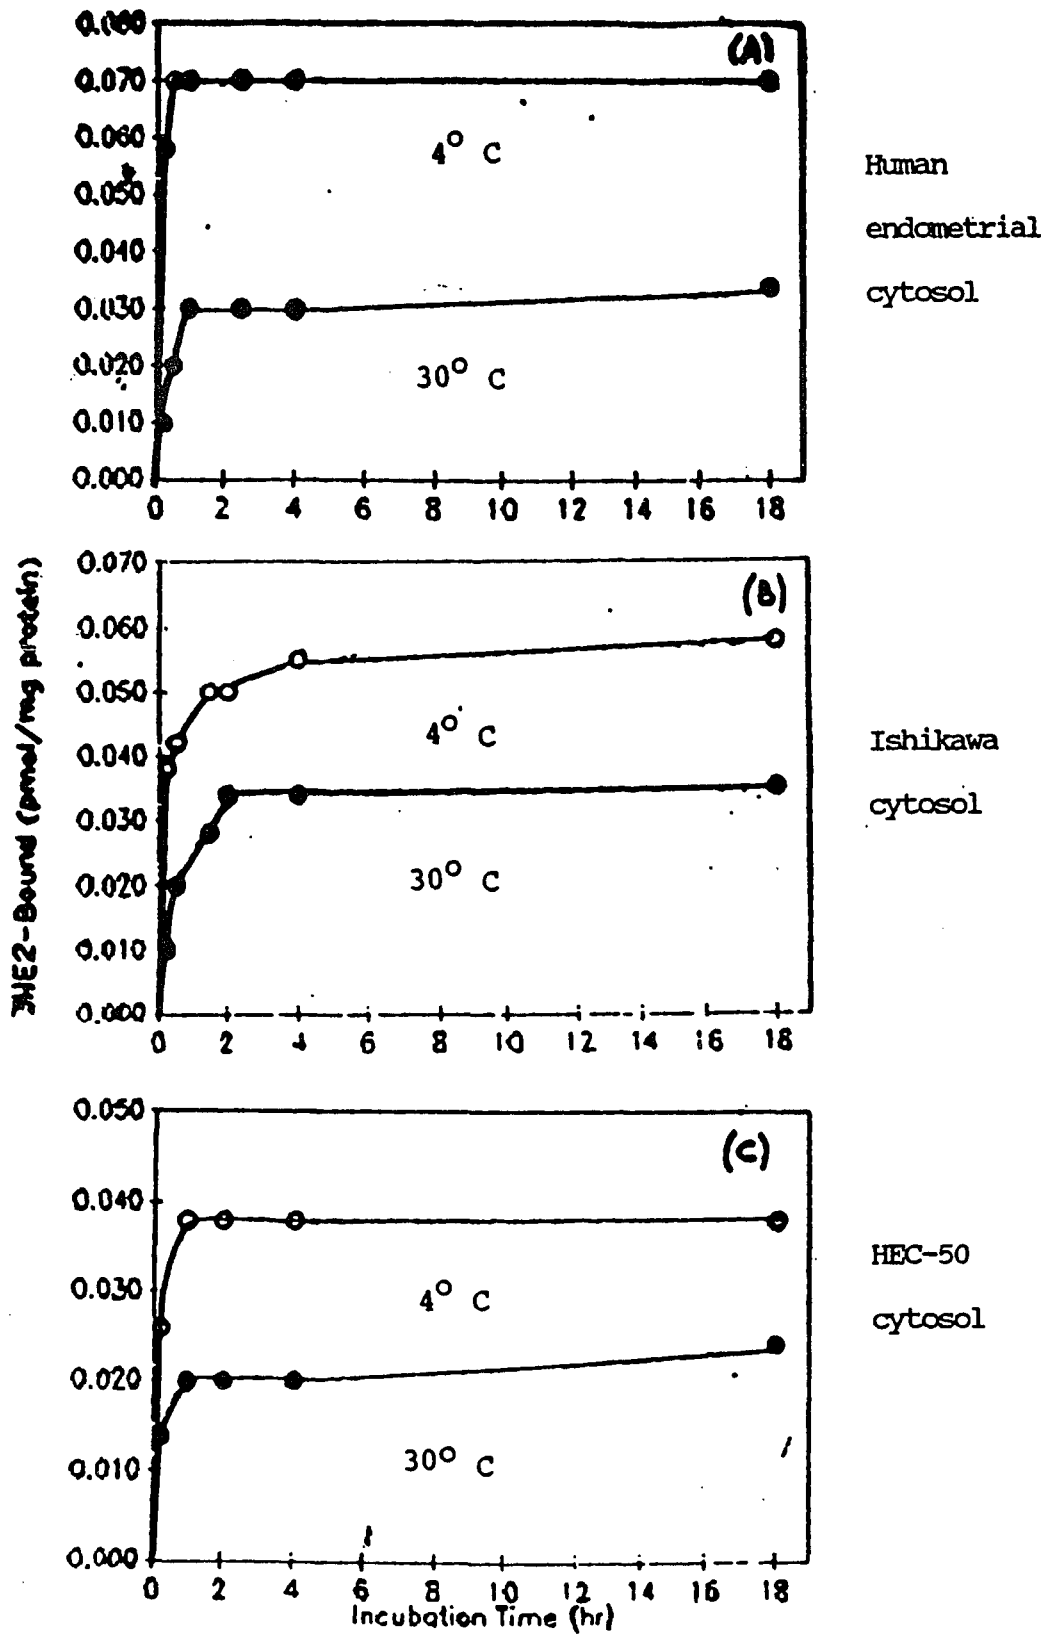 (A)
0.080
0.070
0.060
0.050
0.040
0.030
0.020
0.010
0.000
4° C
30° C
0 2 4 6 8 10 12 14 16 18
Human
endometrial
cytosol
3HE2-Bound (pmol/mg protein)
(B)
0.070
0.060
0.050
0.040
0.030
0.020
0.010
0.000
4° C
30° C
0 2 4 6 8 10 12 14 16 18
Ishikawa
cytosol
(C)
0.050
0.040
0.030
0.020
0.010
0.000
4° C
30° C
0 2 4 6 8 10 12 14 16 18
Incubation Time (hr)
HEC-50
cytosol